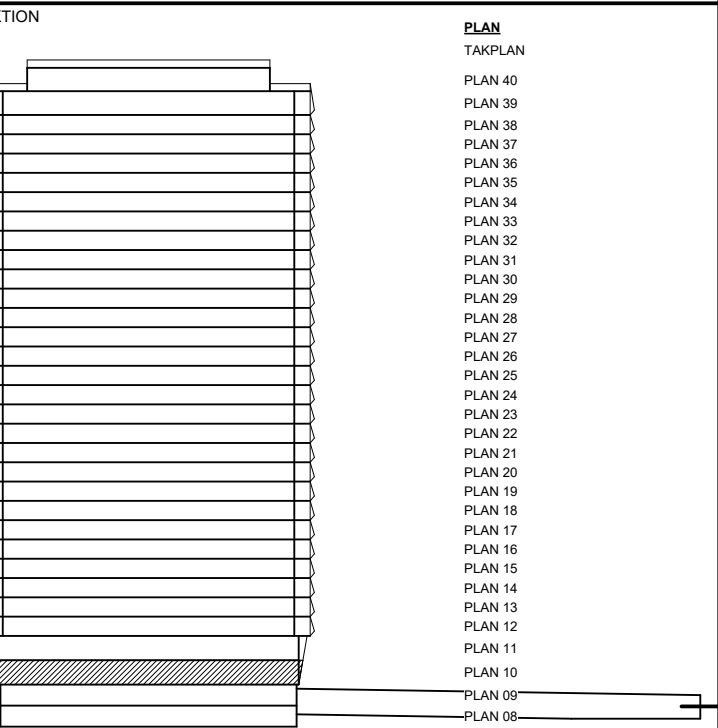 KTION
PLAN
TAKPLAN
PLAN 40
PLAN 39
PLAN 38
PLAN 37
PLAN 36
PLAN 35
PLAN 34
PLAN 33
PLAN 32
PLAN 31
PLAN 30
PLAN 29
PLAN 28
PLAN 27
PLAN 26
PLAN 25
PLAN 24
PLAN 23
PLAN 22
PLAN 21
PLAN 20
PLAN 19
PLAN 18
PLAN 17
PLAN 16
PLAN 15
PLAN 14
PLAN 13
PLAN 12
PLAN 11
PLAN 10
PLAN 09
PLAN 08